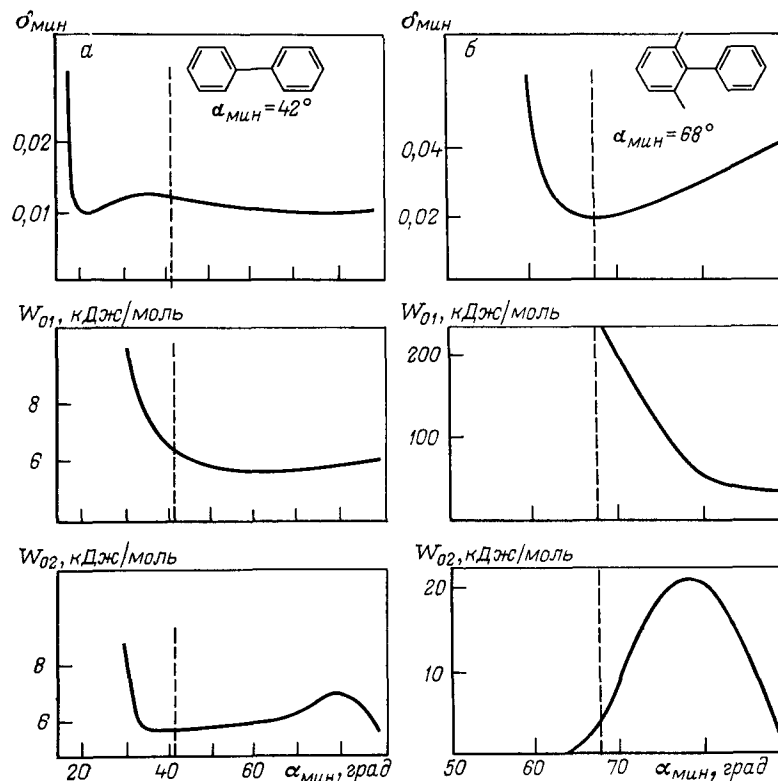 σмин
а
αмин = 42°
0,02
0,01
σмин
б
αмин = 68°
0,04
0,02
W01, кДж/моль
8
6
W01, кДж/моль
200
100
W02, кДж/моль
8
6
20 40 60 αмин, град
W02, кДж/моль
20
10
50 60 70 αмин, град